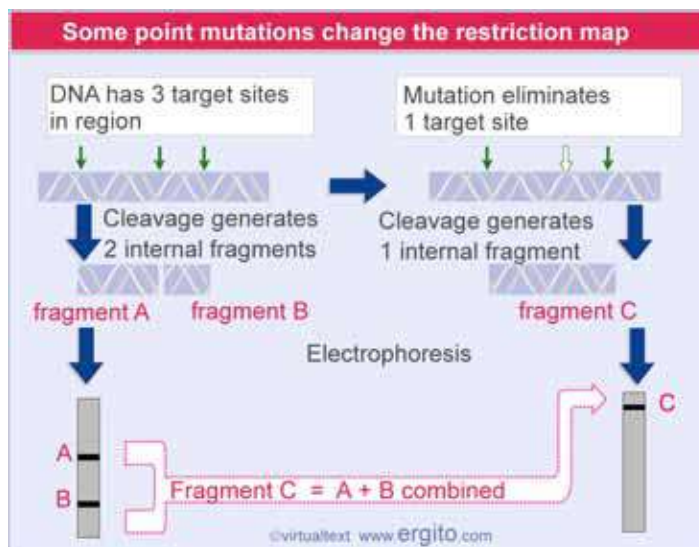 Some point mutations change the restriction map
DNA has 3 target sites
in region
Mutation eliminates
1 target site
Cleavage generates
2 internal fragments
Cleavage generates
1 internal fragment
fragment A
fragment B
fragment C
Electrophoresis
A
B
C
Fragment C = A + B combined
©virtualtext www.ergito.com